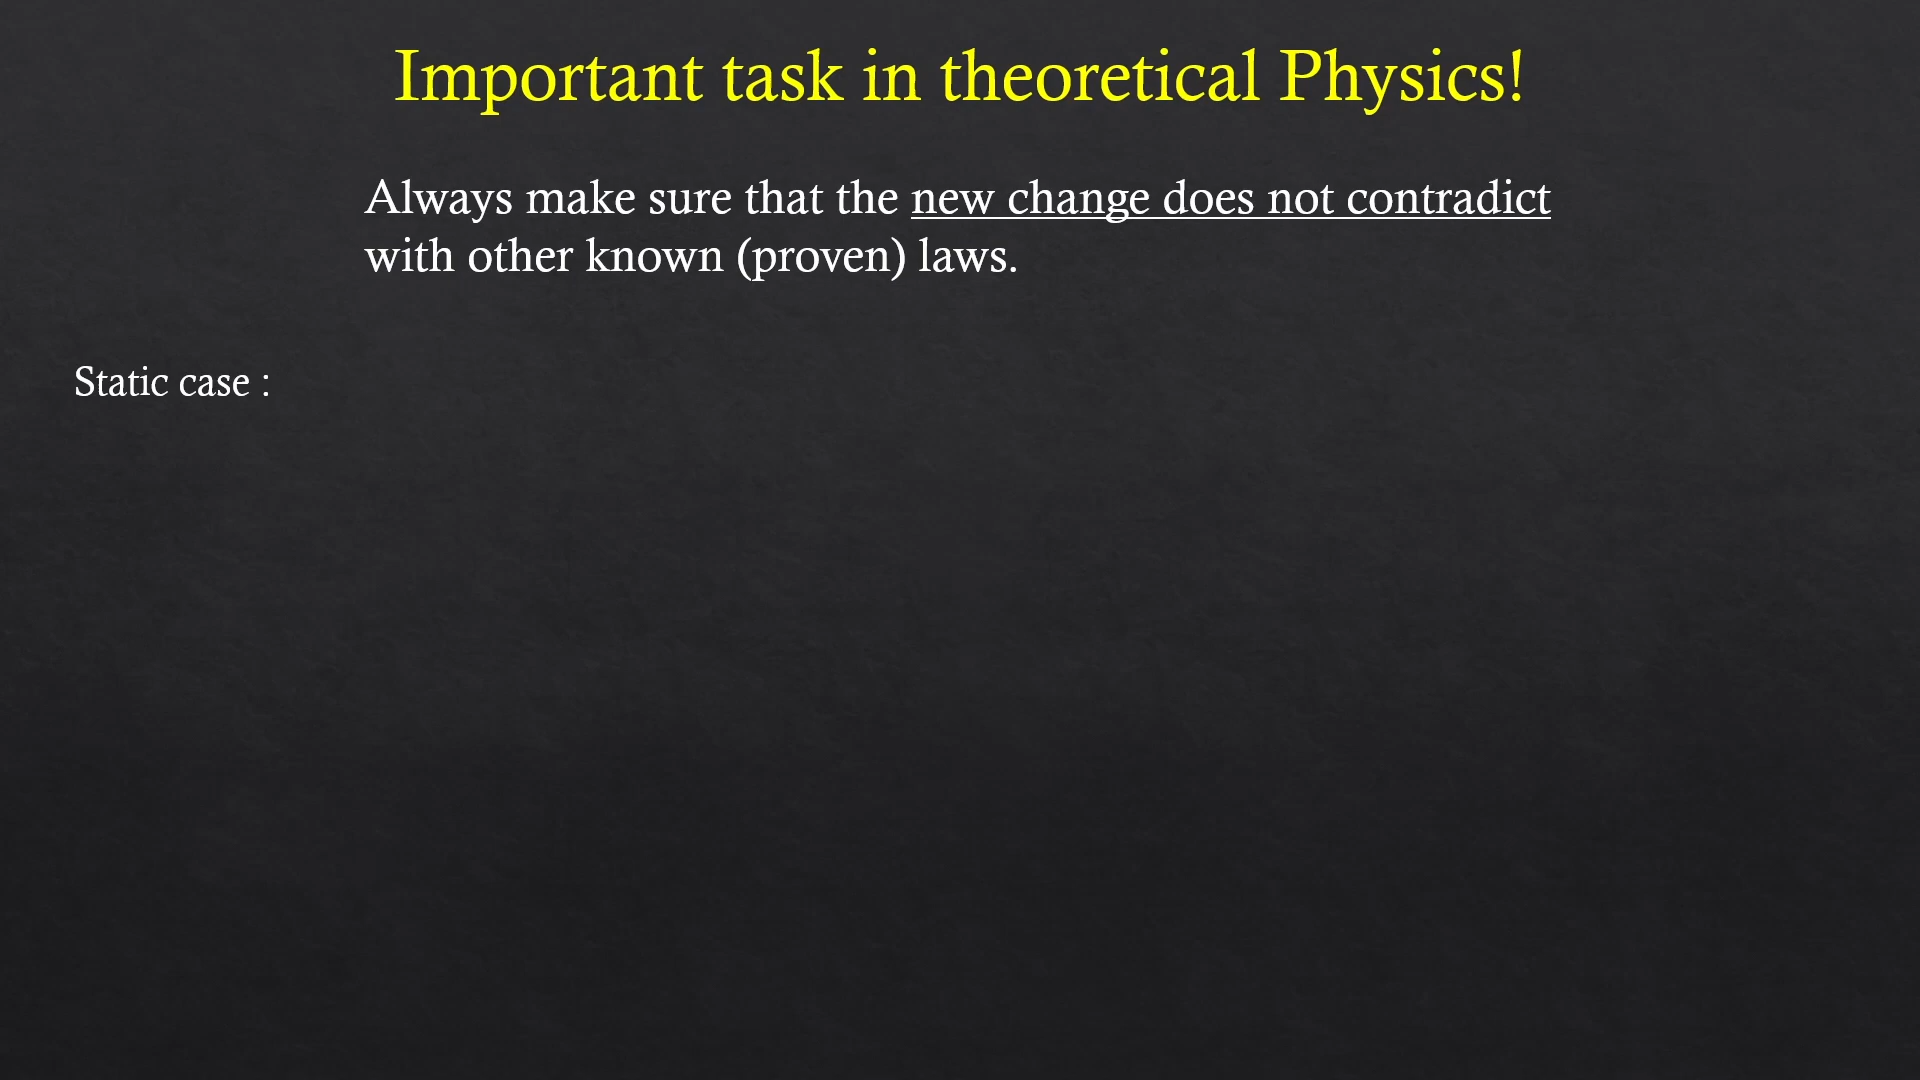 Important task in theoretical Physics!
Always make sure that the new change does not contradict
with other known (proven) laws.
Static case :